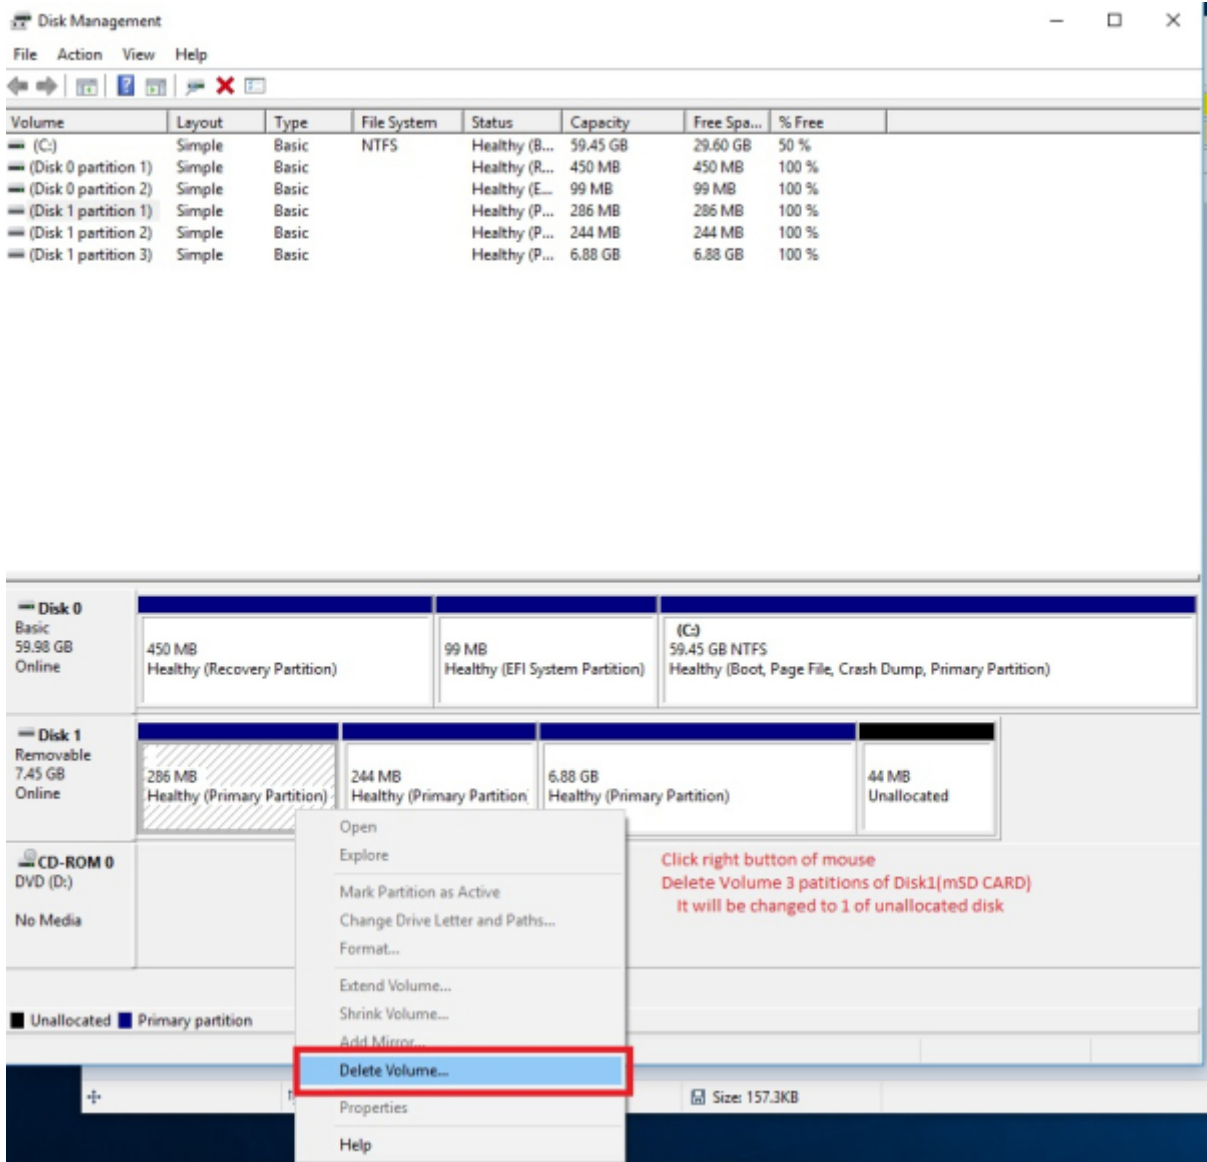 Disk Management
File Action View Help
Volume Layout Type File System Status Capacity Free Spa... % Free
(C:) Simple Basic NTFS Healthy (B... 59.45 GB 29.60 GB 50 %
(Disk 0 partition 1) Simple Basic Healthy (R... 450 MB 450 MB 100 %
(Disk 0 partition 2) Simple Basic Healthy (E... 99 MB 99 MB 100 %
(Disk 1 partition 1) Simple Basic Healthy (P... 286 MB 286 MB 100 %
(Disk 1 partition 2) Simple Basic Healthy (P... 244 MB 244 MB 100 %
(Disk 1 partition 3) Simple Basic Healthy (P... 6.88 GB 6.88 GB 100 %
Disk 0
Basic
59.98 GB
Online
450 MB
Healthy (Recovery Partition)
99 MB
Healthy (EFI System Partition)
(C:)
59.45 GB NTFS
Healthy (Boot, Page File, Crash Dump, Primary Partition)
Disk 1
Removable
7.45 GB
Online
286 MB
Healthy (Primary Partition)
244 MB
Healthy (Primary Partition
6.88 GB
Healthy (Primary Partition)
44 MB
Unallocated
CD-ROM 0
DVD (D:)
No Media
Open
Explore
Mark Partition as Active
Change Drive Letter and Paths...
Format...
Extend Volume...
Shrink Volume...
Add Mirror...
Delete Volume...
Properties
Help
Click right button of mouse
Delete Volume 3 patitions of Disk1(mSD CARD)
It will be changed to 1 of unallocated disk
Unallocated Primary partition
Size: 157.3KB